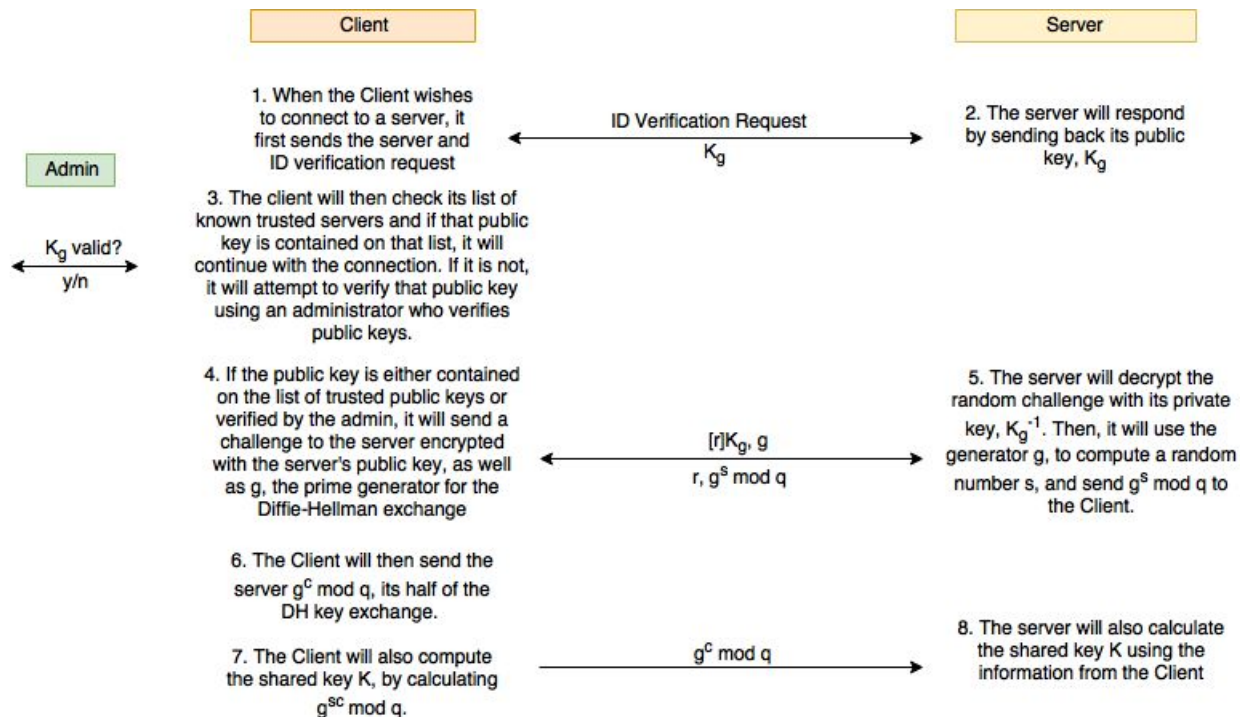 Client
Server
1. When the Client wishes
to connect to a server, it
first sends the server and
ID verification request
ID Verification Request
K_g
2. The server will respond
by sending back its public
key, K_g
Admin
K_g valid?
y/n
3. The client will then check its list of
known trusted servers and if that public
key is contained on that list, it will
continue with the connection. If it is not,
it will attempt to verify that public key
using an administrator who verifies
public keys.
4. If the public key is either contained
on the list of trusted public keys or
verified by the admin, it will send a
challenge to the server encrypted
with the server's public key, as well
as g, the prime generator for the
Diffie-Hellman exchange
[r]K_g, g
r, g^s mod q
5. The server will decrypt the
random challenge with its private
key, K_g^-1. Then, it will use the
generator g, to compute a random
number s, and send g^s mod q to
the Client.
6. The Client will then send the
server g^c mod q, its half of the
DH key exchange.
7. The Client will also compute
the shared key K, by calculating
g^sc mod q.
g^c mod q
8. The server will also calculate
the shared key K using the
information from the Client